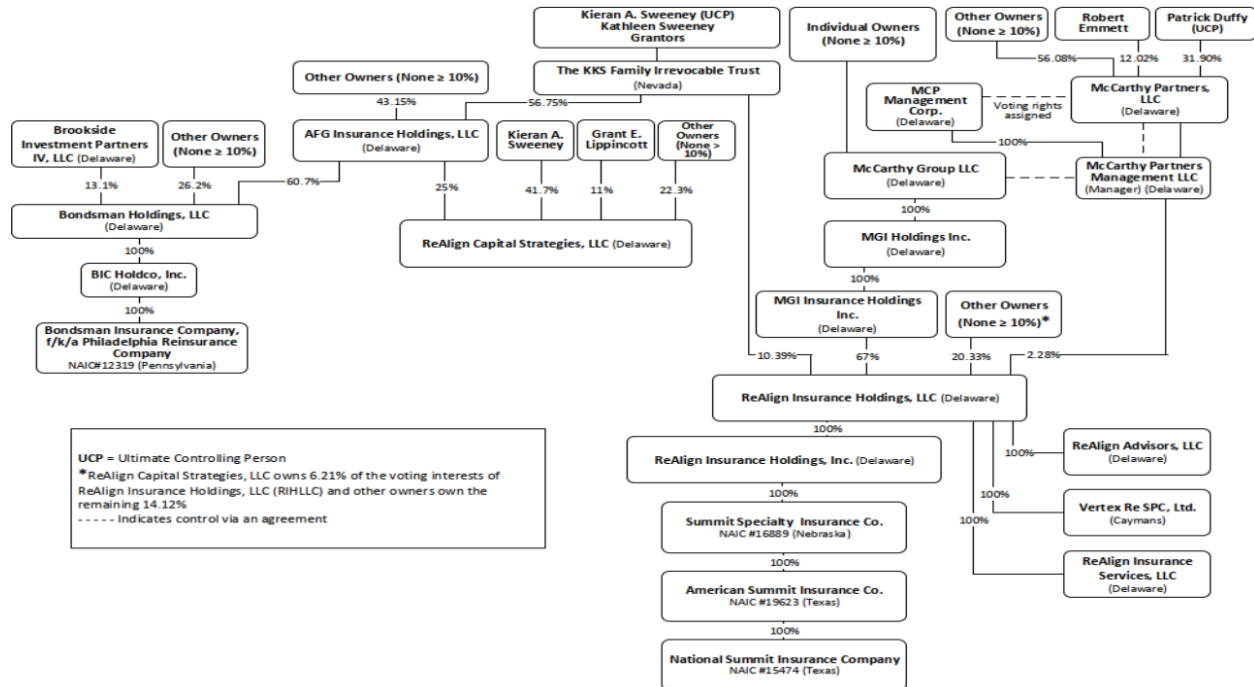 Kieran A. Sweeney (UCP)
Kathleen Sweeney
Grantors
Individual Owners
(None ≥ 10%)
Other Owners
(None ≥ 10%)
Robert
Emmett
Patrick Duffy
(UCP)
56.08%
12.02%
31.90%
Other Owners (None ≥ 10%)
The KKS Family Irrevocable Trust
(Nevada)
43.15%
56.75%
MCP
Management
Corp.
(Delaware)
Voting rights
assigned
McCarthy Partners,
LLC
(Delaware)
100%
Brookside
Investment Partners
IV, LLC (Delaware)
Other Owners
(None ≥ 10%)
AFG Insurance Holdings, LLC
(Delaware)
Kieran A.
Sweeney
Grant E.
Lippincott
Other
Owners
(None >
10%)
McCarthy Group LLC
(Delaware)
McCarthy Partners
Management LLC
(Manager) (Delaware)
13.1%
26.2%
60.7%
25%
41.7%
11%
22.3%
100%
Bondsman Holdings, LLC
(Delaware)
ReAlign Capital Strategies, LLC (Delaware)
MGI Holdings Inc.
(Delaware)
100%
100%
BIC Holdco, Inc.
(Delaware)
100%
MGI Insurance Holdings
Inc.
(Delaware)
Other Owners
(None ≥ 10%)*
Bondsman Insurance Company,
f/k/a Philadelphia Reinsurance
Company
NAIC#12319 (Pennsylvania)
10.39%
67%
20.33%
2.28%
ReAlign Insurance Holdings, LLC (Delaware)
100%
100%
100%
100%
UCP = Ultimate Controlling Person
*ReAlign Capital Strategies, LLC owns 6.21% of the voting interests of
ReAlign Insurance Holdings, LLC (RIHLLC) and other owners own the
remaining 14.12%
----- Indicates control via an agreement
ReAlign Insurance Holdings, Inc. (Delaware)
100%
Summit Specialty Insurance Co.
NAIC #16889 (Nebraska)
100%
American Summit Insurance Co.
NAIC #19623 (Texas)
100%
National Summit Insurance Company
NAIC #15474 (Texas)
ReAlign Advisors, LLC
(Delaware)
Vertex Re SPC, Ltd.
(Caymans)
ReAlign Insurance
Services, LLC
(Delaware)